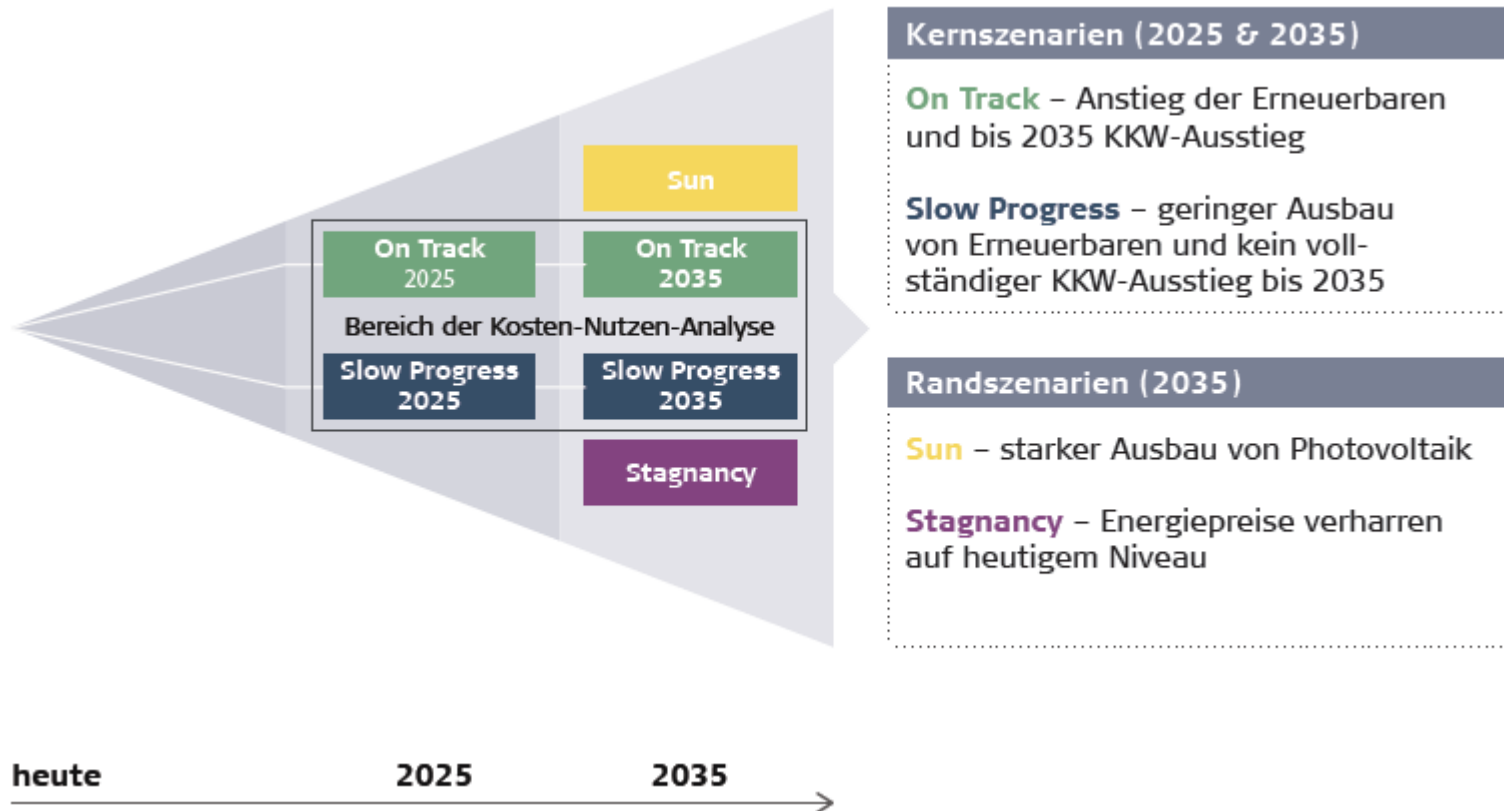 Sun
On Track
2025
On Track
2035
Bereich der Kosten-Nutzen-Analyse
Slow Progress
2025
Slow Progress
2035
Stagnancy
heute
2025
2035
Kernszenarien (2025 & 2035)
On Track – Anstieg der Erneuerbaren
und bis 2035 KKW-Ausstieg
Slow Progress – geringer Ausbau
von Erneuerbaren und kein voll-
ständiger KKW-Ausstieg bis 2035
Randszenarien (2035)
Sun – starker Ausbau von Photovoltaik
Stagnancy – Energiepreise verharren
auf heutigem Niveau